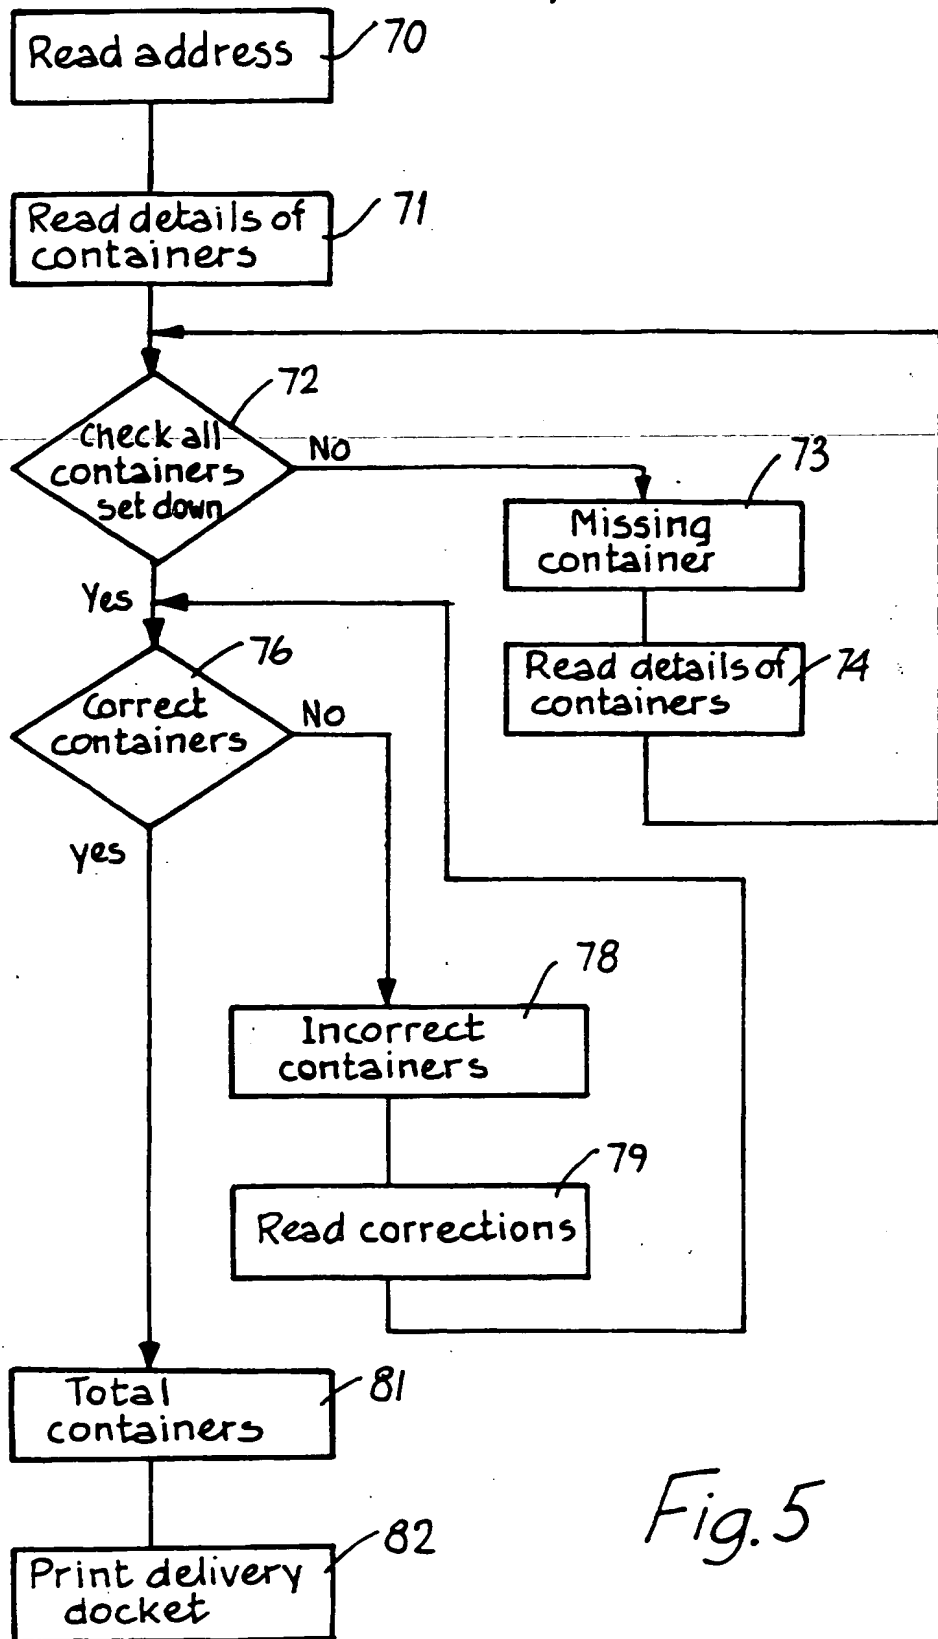 Read address
70
Read details of
containers
71
Check all
containers
set down
72
No
Missing
container
73
Yes
Read details of
containers
74
Correct
containers
76
No
yes
Incorrect
containers
78
Read corrections
79
Total
containers
81
Print delivery
docket
82
Fig. 5